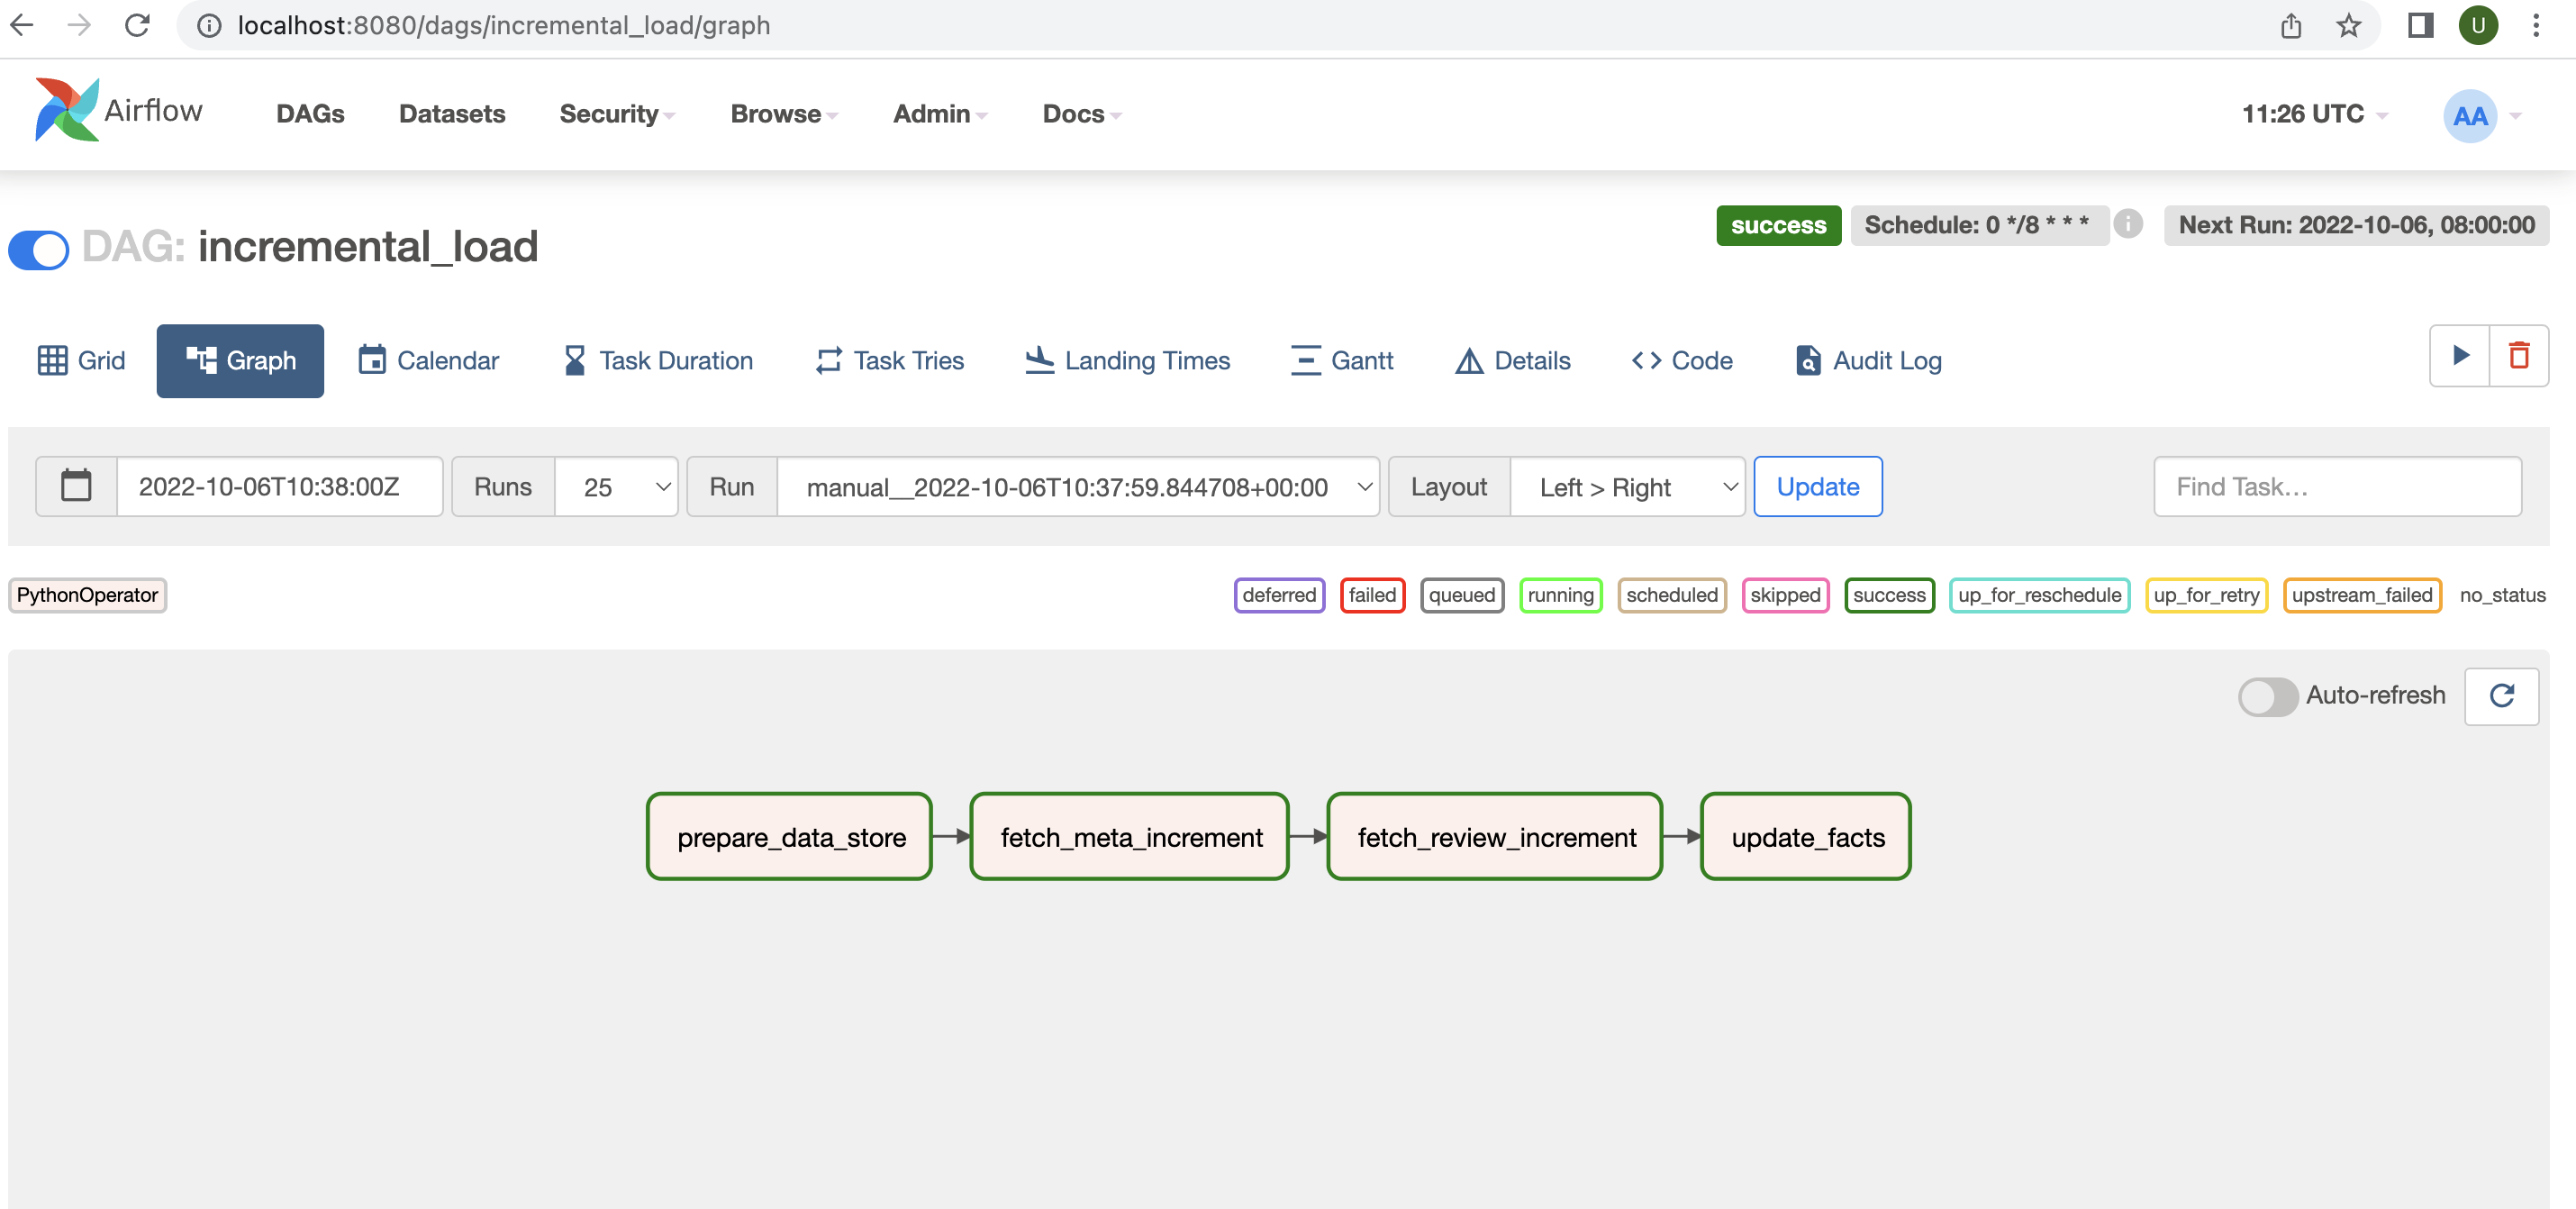 localhost:8080/dags/incremental_load/graph
U
Airflow DAGs Datasets Security Browse Admin Docs 11:26 UTC AA
DAG: incremental_load success Schedule: 0 */8 * * * i Next Run: 2022-10-06, 08:00:00
Grid Graph Calendar Task Duration Task Tries Landing Times Gantt Details Code Audit Log
2022-10-06T10:38:00Z Runs 25 Run manual__2022-10-06T10:37:59.844708+00:00 Layout Left > Right Update Find Task…
PythonOperator deferred failed queued running scheduled skipped success up_for_reschedule up_for_retry upstream_failed no_status
Auto-refresh
prepare_data_store fetch_meta_increment fetch_review_increment update_facts